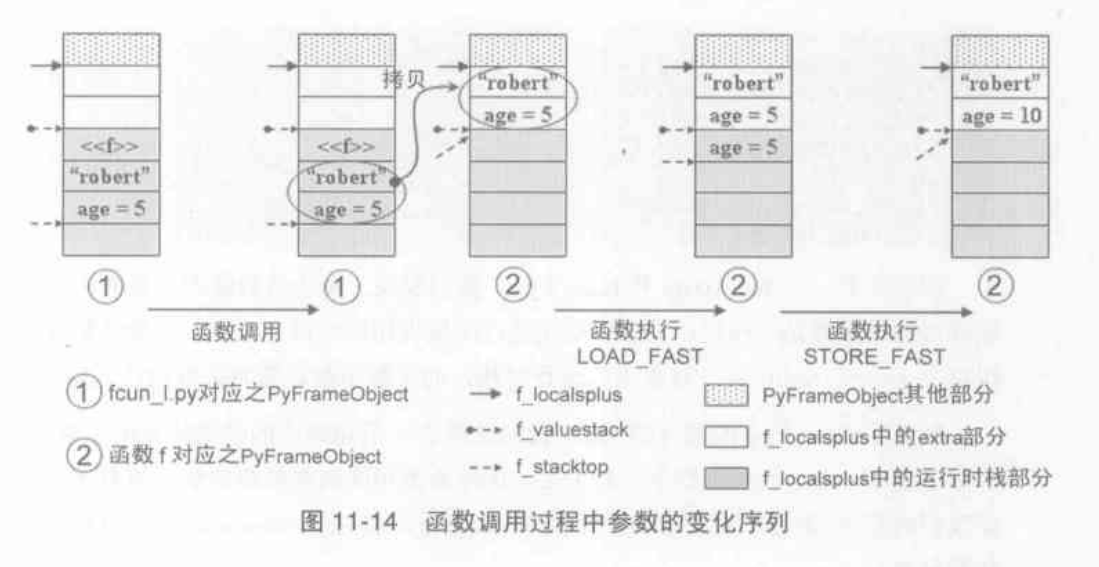 "robert"
"robert"
拷贝
age = 5
age = 5
age = 10
<<f>>
<<f>>
age = 5
"robert"
"robert"
age = 5
age = 5
① ① ② ② ②
函数调用
函数执行
LOAD_FAST
函数执行
STORE_FAST
① fcun_l.py对应之PyFrameObject
f_localsplus
PyFrameObject其他部分
f_valuestack
f_localsplus中的extra部分
② 函数 f 对应之PyFrameObject
f_stacktop
f_localsplus中的运行时栈部分
"robert"
图 11-14 函数调用过程中参数的变化序列